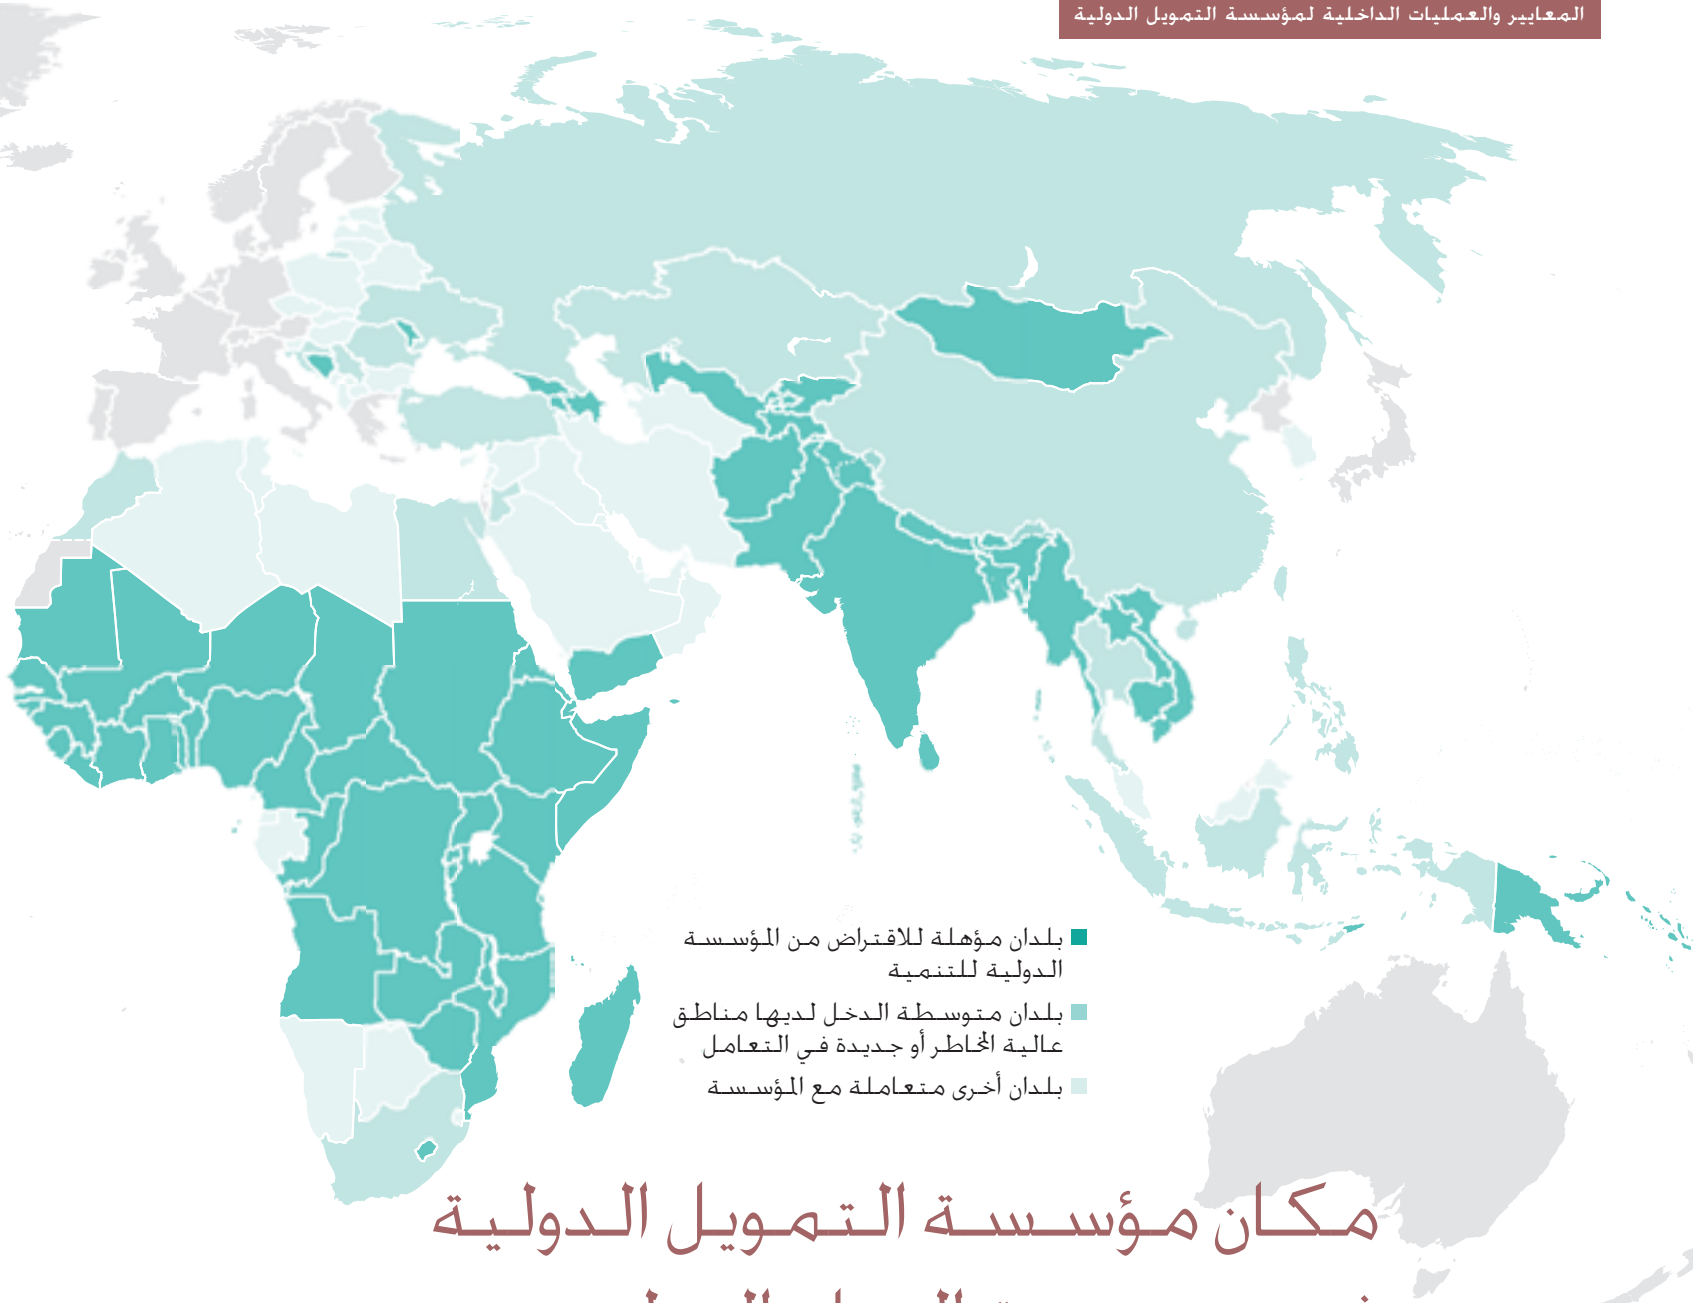 المعايير والعمليات الداخلية لمؤسسة التمويل الدولية
بلدان مؤهلة للاقتراض من المؤسسة
الدولية للتنمية
بلدان متوسطة الدخل لديها مناطق
عالية المخاطر أو جديدة في التعامل
بلدان أخرى متعاملة مع المؤسسة
مكان مؤسسة التمويل الدولية